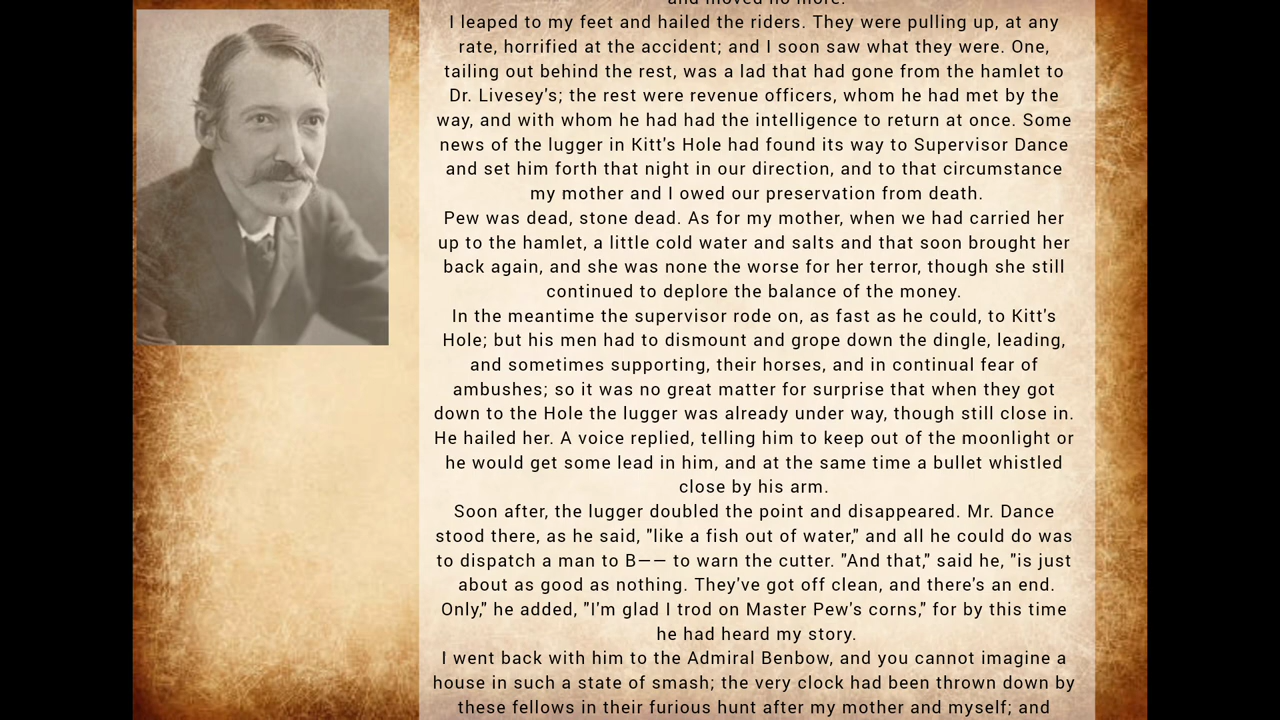 and moved no more.
I leaped to my feet and hailed the riders. They were pulling up, at any
rate, horrified at the accident; and I soon saw what they were. One,
tailing out behind the rest, was a lad that had gone from the hamlet to
Dr. Livesey's; the rest were revenue officers, whom he had met by the
way, and with whom he had had the intelligence to return at once. Some
news of the lugger in Kitt's Hole had found its way to Supervisor Dance
and set him forth that night in our direction, and to that circumstance
my mother and I owed our preservation from death.
Pew was dead, stone dead. As for my mother, when we had carried her
up to the hamlet, a little cold water and salts and that soon brought her
back again, and she was none the worse for her terror, though she still
continued to deplore the balance of the money.
In the meantime the supervisor rode on, as fast as he could, to Kitt's
Hole; but his men had to dismount and grope down the dingle, leading,
and sometimes supporting, their horses, and in continual fear of
ambushes; so it was no great matter for surprise that when they got
down to the Hole the lugger was already under way, though still close in.
He hailed her. A voice replied, telling him to keep out of the moonlight or
he would get some lead in him, and at the same time a bullet whistled
close by his arm.
Soon after, the lugger doubled the point and disappeared. Mr. Dance
stood there, as he said, "like a fish out of water," and all he could do was
to dispatch a man to B—— to warn the cutter. "And that," said he, "is just
about as good as nothing. They've got off clean, and there's an end.
Only," he added, "I'm glad I trod on Master Pew's corns," for by this time
he had heard my story.
I went back with him to the Admiral Benbow, and you cannot imagine a
house in such a state of smash; the very clock had been thrown down by
these fellows in their furious hunt after my mother and myself; and